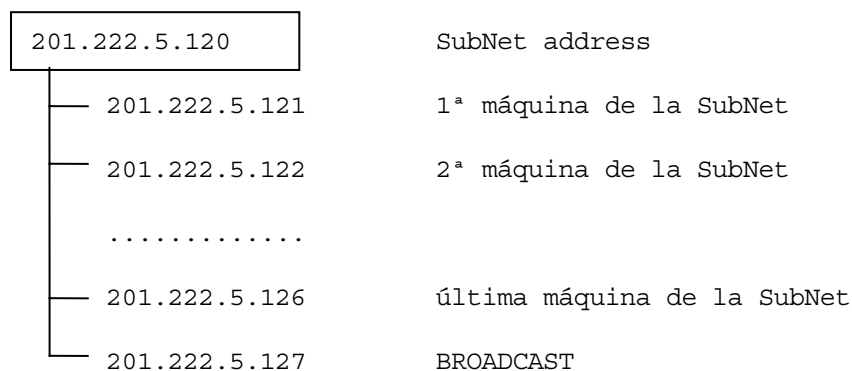 201.222.5.120 SubNet address
201.222.5.121 1ª máquina de la SubNet
201.222.5.122 2ª máquina de la SubNet
.............
201.222.5.126 última máquina de la SubNet
201.222.5.127 BROADCAST